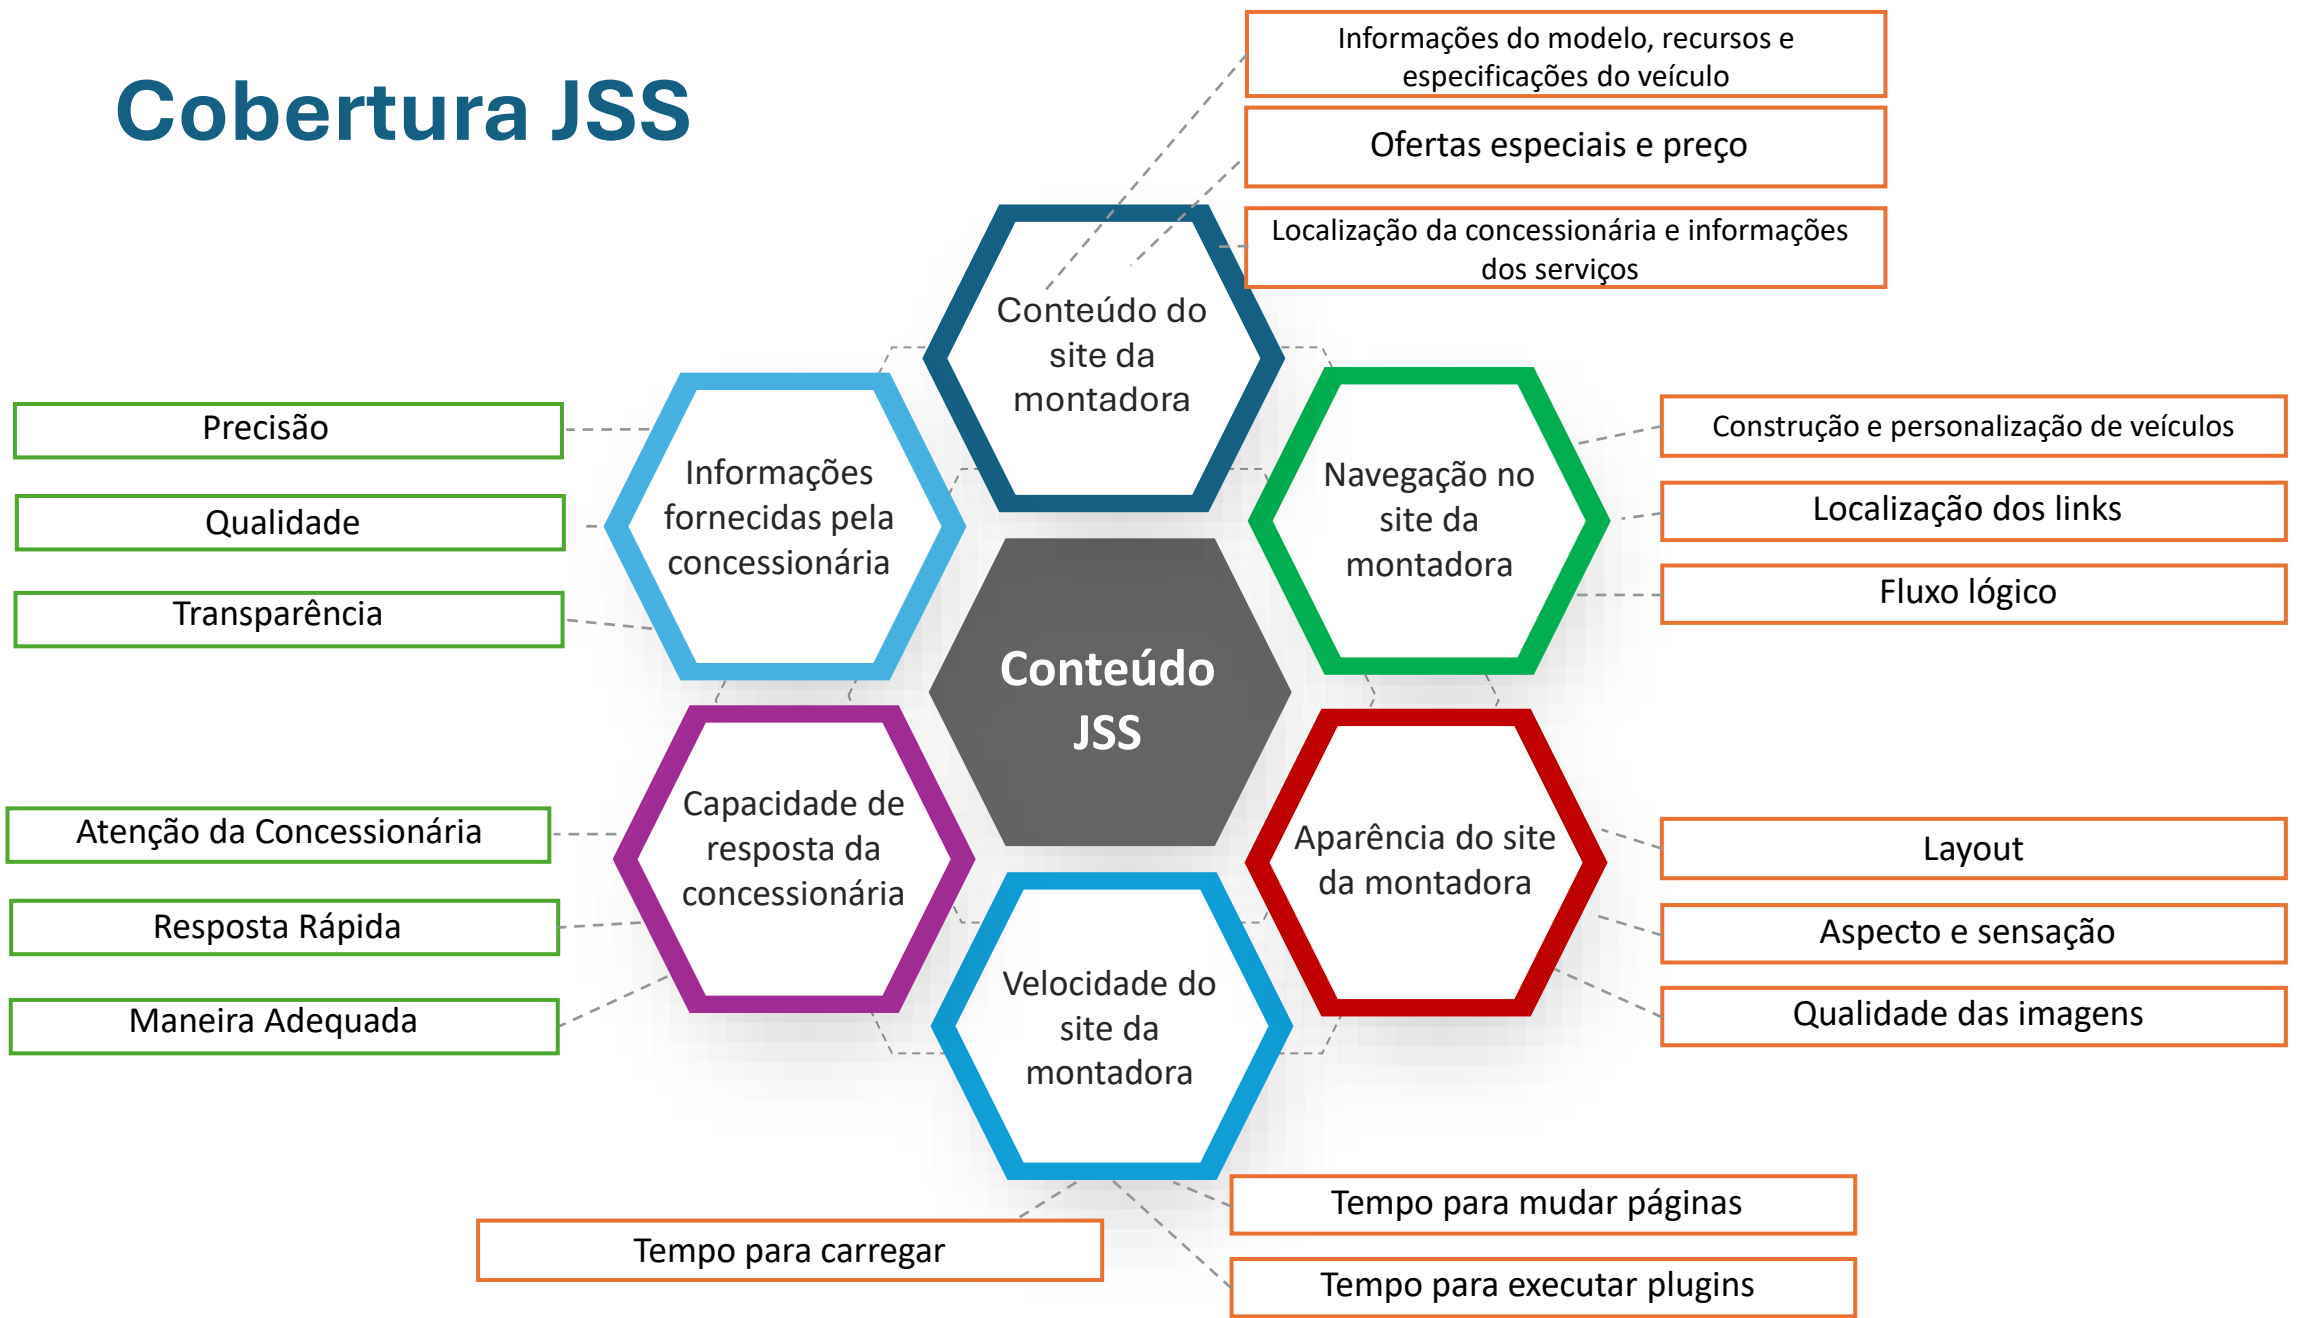 Cobertura JSS
Informações do modelo, recursos e
especificações do veículo
Ofertas especiais e preço
Localização da concessionária e informações
dos serviços
Conteúdo do
site da
montadora
Precisão
Qualidade
Transparência
Informações
fornecidas pela
concessionária
Navegação no
site da
montadora
Construção e personalização de veículos
Localização dos links
Fluxo lógico
Conteúdo
JSS
Atenção da Concessionária
Resposta Rápida
Maneira Adequada
Capacidade de
resposta da
concessionária
Aparência do site
da montadora
Layout
Aspecto e sensação
Qualidade das imagens
Velocidade do
site da
montadora
Tempo para carregar
Tempo para mudar páginas
Tempo para executar plugins